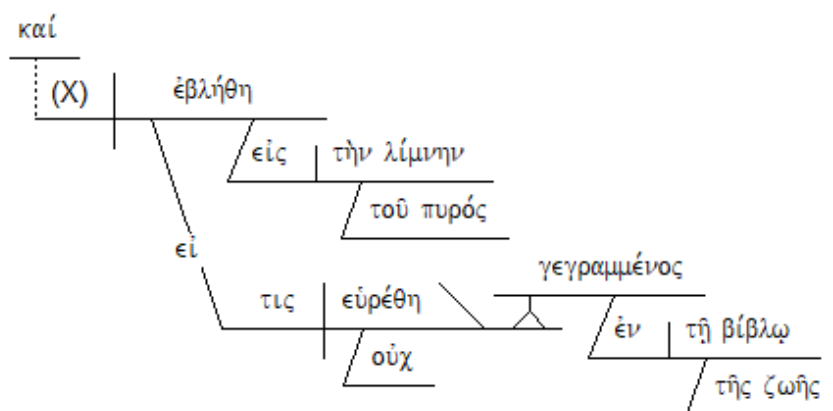 καί
(X) ἐβλήθη
εἰς τὴν λίμνην
τοῦ πυρός
εἰ
γεγραμμένος
τις εὑρέθη
ἐν τῇ βίβλῳ
οὐχ
τῆς ζωῆς